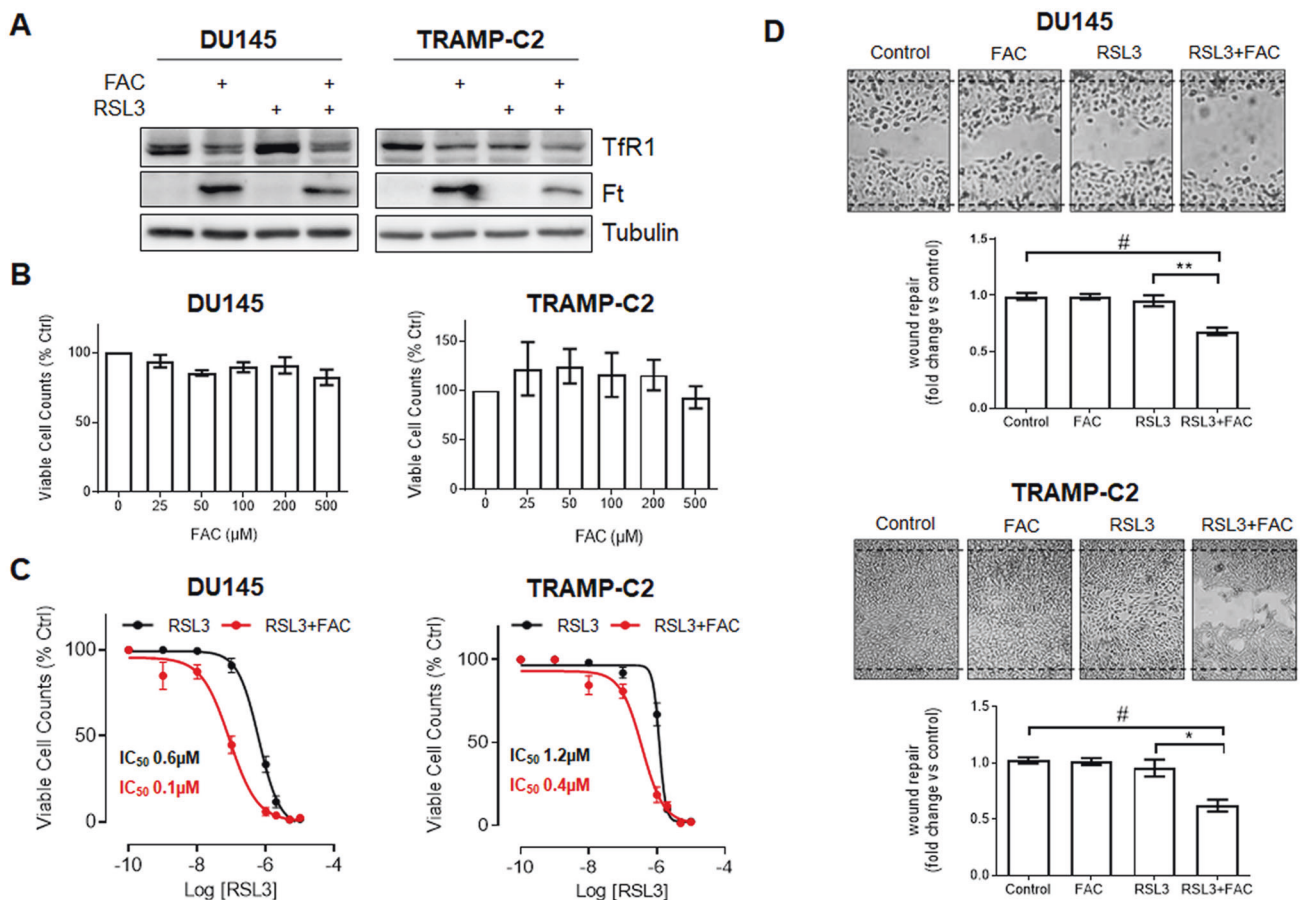 A
DU145
TRAMP-C2
FAC + + + +
RSL3 + + + +
TfR1
Ft
Tubulin
B
DU145
Viable Cell Counts (% Ctrl)
100
50
0
0 25 50 100 200 500
FAC (µM)
TRAMP-C2
Viable Cell Counts (% Ctrl)
150
100
50
0
0 25 50 100 200 500
FAC (µM)
C
DU145
RSL3 RSL3+FAC
Viable Cell Counts (% Ctrl)
100
50
0
IC50 0.6µM
IC50 0.1µM
-10 -8 -6 -4
Log [RSL3]
TRAMP-C2
RSL3 RSL3+FAC
Viable Cell Counts (% Ctrl)
100
50
0
IC50 1.2µM
IC50 0.4µM
-10 -8 -6 -4
Log [RSL3]
D
DU145
Control FAC RSL3 RSL3+FAC
wound repair
(fold change vs control)
1.5
1.0
0.5
0.0
#
**
Control FAC RSL3 RSL3+FAC
TRAMP-C2
Control FAC RSL3 RSL3+FAC
wound repair
(fold change vs control)
1.5
1.0
0.5
0.0
#
*
Control FAC RSL3 RSL3+FAC